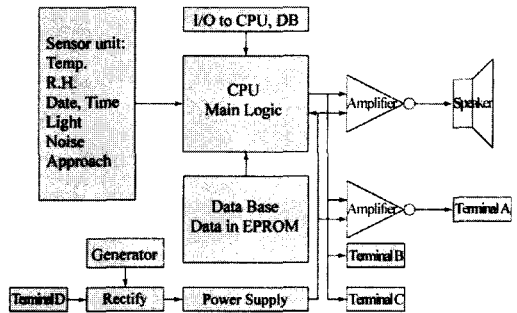 I/O to CPU, DB
Sensor unit:
Temp.
R.H.
Date, Time
Light
Noise
Approach
CPU
Main Logic
Amplifier
Speaker
Data Base
Data in EPROM
Amplifier
Terminal A
Terminal B
Generator
Terminal D
Rectify
Power Supply
Terminal C